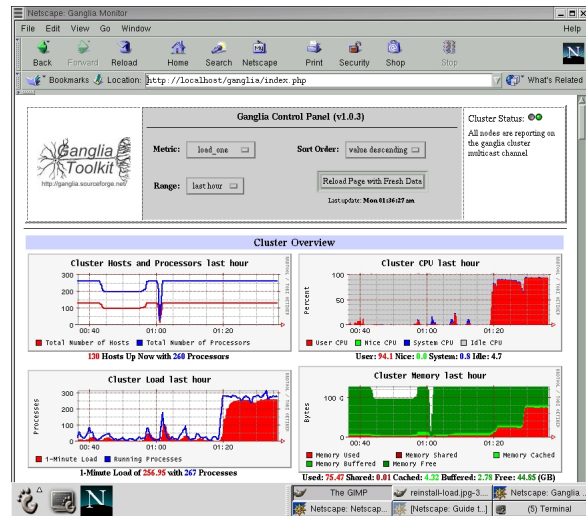 Netscape: Ganglia Monitor
File Edit View Go Window Help
Back Forward Reload Home Search Netscape Print Security Shop Stop
N
Bookmarks Location: http://localhost/ganglia/index.php What's Related
Ganglia Toolkit
http://ganglia.sourceforge.net/
Ganglia Control Panel (v1.0.3)
Metric: load_one Sort Order: value descending
Range: last hour Reload Page with Fresh Data
Last update: Mon 01:36:27 am
Cluster Status:
All nodes are reporting on
the ganglia cluster
multicast channel
Cluster Overview
Cluster Hosts and Processors last hour
300
200
100
0
00:40 01:00 01:20
Total Number of Hosts Total Number of Processors
130 Hosts Up Now with 260 Processors
Cluster CPU last hour
Percent
100
50
0
00:40 01:00 01:20
User CPU Nice CPU System CPU Idle CPU
User: 94.1 Nice: 0.0 System: 0.8 Idle: 4.7
Cluster Load last hour
Processes
300
200
100
0
00:40 01:00 01:20
1-Minute Load Running Processes
1-Minute Load of 256.95 with 267 Processors
Cluster Memory last hour
Bytes
100 G
0
00:40 01:00 01:20
Memory Used Memory Shared Memory Cached
Memory Buffered Memory Free
Used: 75.47 Shared: 0.01 Cached: 4.32 Buffered: 2.78 Free: 44.85 (GB)
N
The GIMP reinstall-load.jpg-3.... Netscape: Ganglia ...
Netscape: Netscap... [Netscape: Guide t...] (5) Terminal